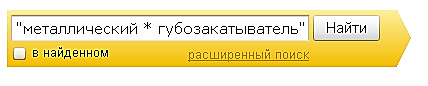 "металлический * губозакатыватель" Найти
в найденном расширенный поиск